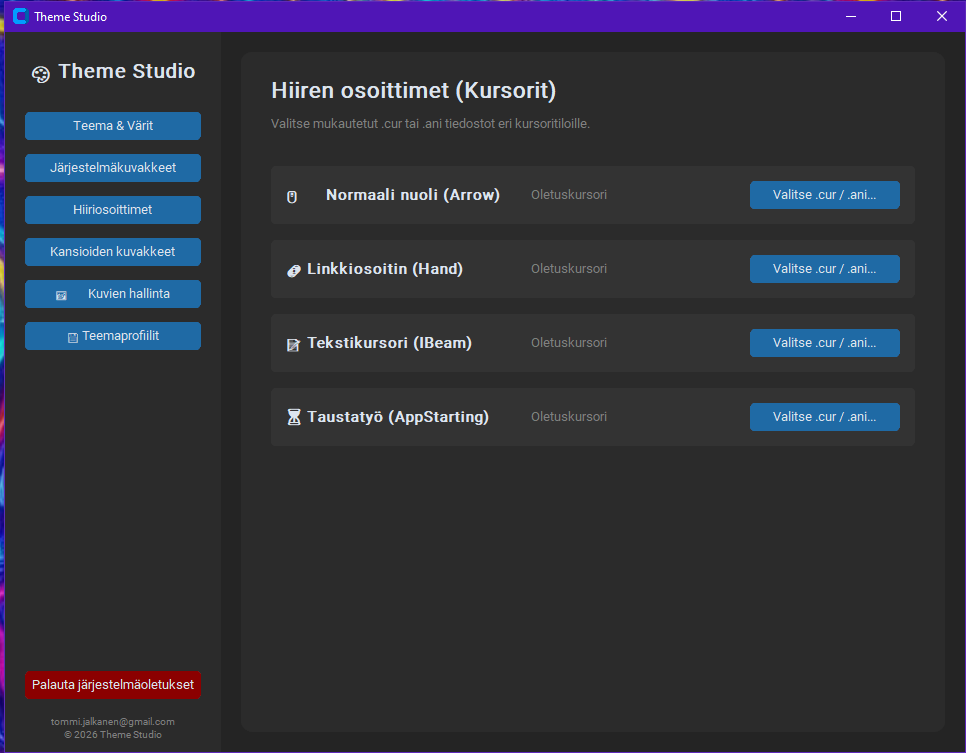 Theme Studio
Theme Studio
Teema & Värit
Järjestelmäkuvakkeet
Hiiriosoittimet
Kansioiden kuvakkeet
Kuvien hallinta
Teemaprofiilit
Palauta järjestelmäoletukset
tommi.jalkanen@gmail.com
© 2026 Theme Studio
Hiiren osoittimet (Kursorit)
Valitse mukautetut .cur tai .ani tiedostot eri kursoritiloille.
Normaali nuoli (Arrow) Oletuskursori Valitse .cur / .ani...
Linkkiosoitin (Hand) Oletuskursori Valitse .cur / .ani...
Tekstikursori (IBeam) Oletuskursori Valitse .cur / .ani...
Taustatyö (AppStarting) Oletuskursori Valitse .cur / .ani...